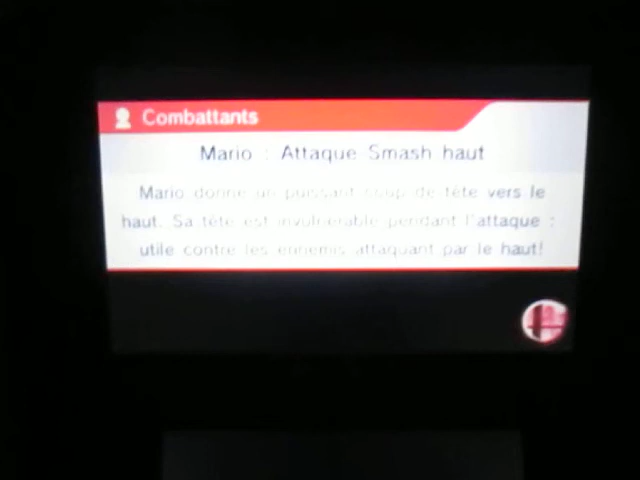 Combattants
Mario : Attaque Smash haut
Mario donne un puissant coup de tête vers le
haut. Sa tête est invulnérable pendant l'attaque :
utile contre les ennemis attaquant par le haut!